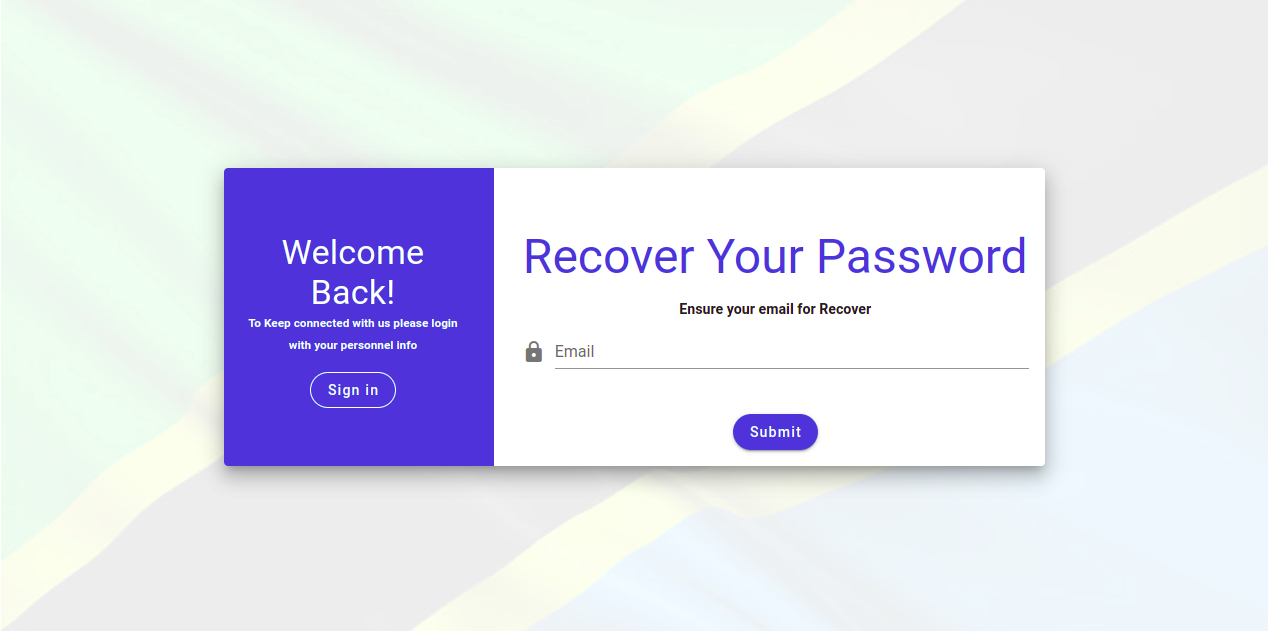 Welcome
Back!
To Keep connected with us please login
with your personnel info
Sign in
Recover Your Password
Ensure your email for Recover
Email
Submit